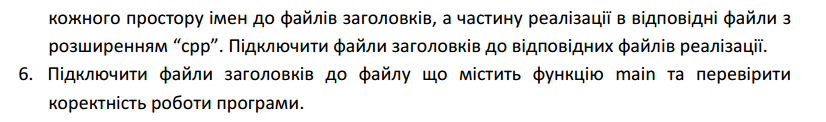 кожного простору імен до файлів заголовків, а частину реалізації в відповідні файли з
розширенням “cpp”. Підключити файли заголовків до відповідних файлів реалізації.
6. Підключити файли заголовків до файлу що містить функцію main та перевірити
коректність роботи програми.